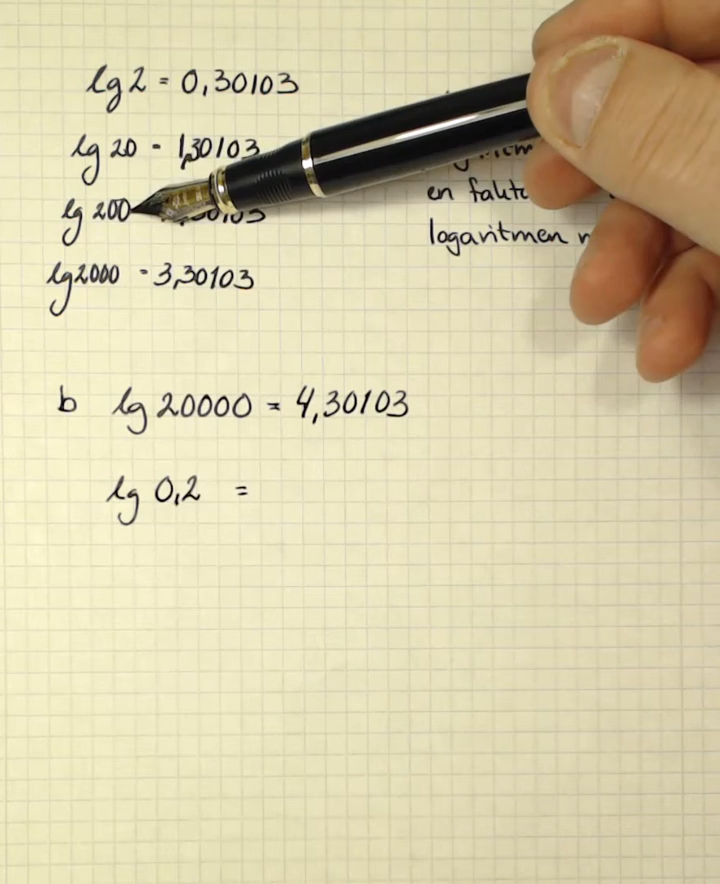 lg 2 = 0,30103
lg 20 = 1,30103
lg 200
lg 2000 = 3,30103
en
logaritmen
b lg 20000 = 4,30103
lg 0,2 =